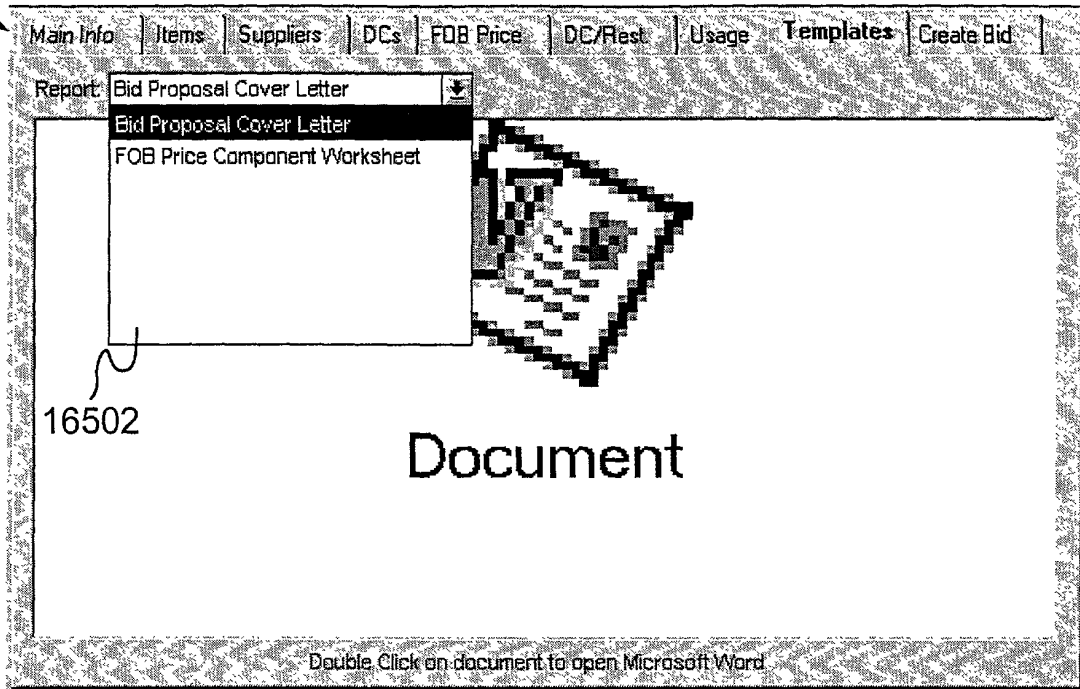 Main Info Items Suppliers DCs FOB Price DC/Rest Usage Templates Create Bid
Report: Bid Proposal Cover Letter
Bid Proposal Cover Letter
FOB Price Component Worksheet
16502
Document
Double Click on document to open Microsoft Word